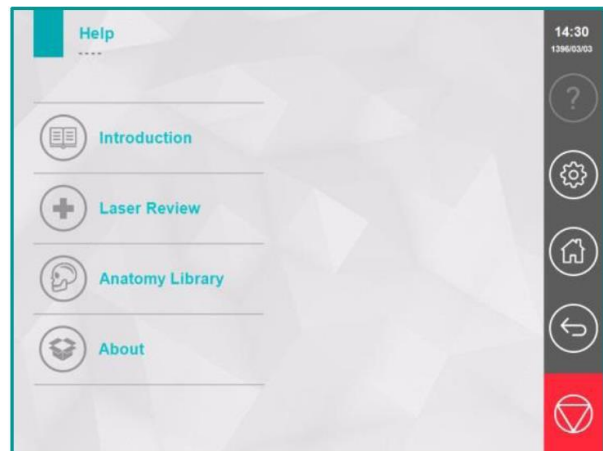 Help
----
14:30
1396/03/03
?
Introduction
Laser Review
Anatomy Library
About